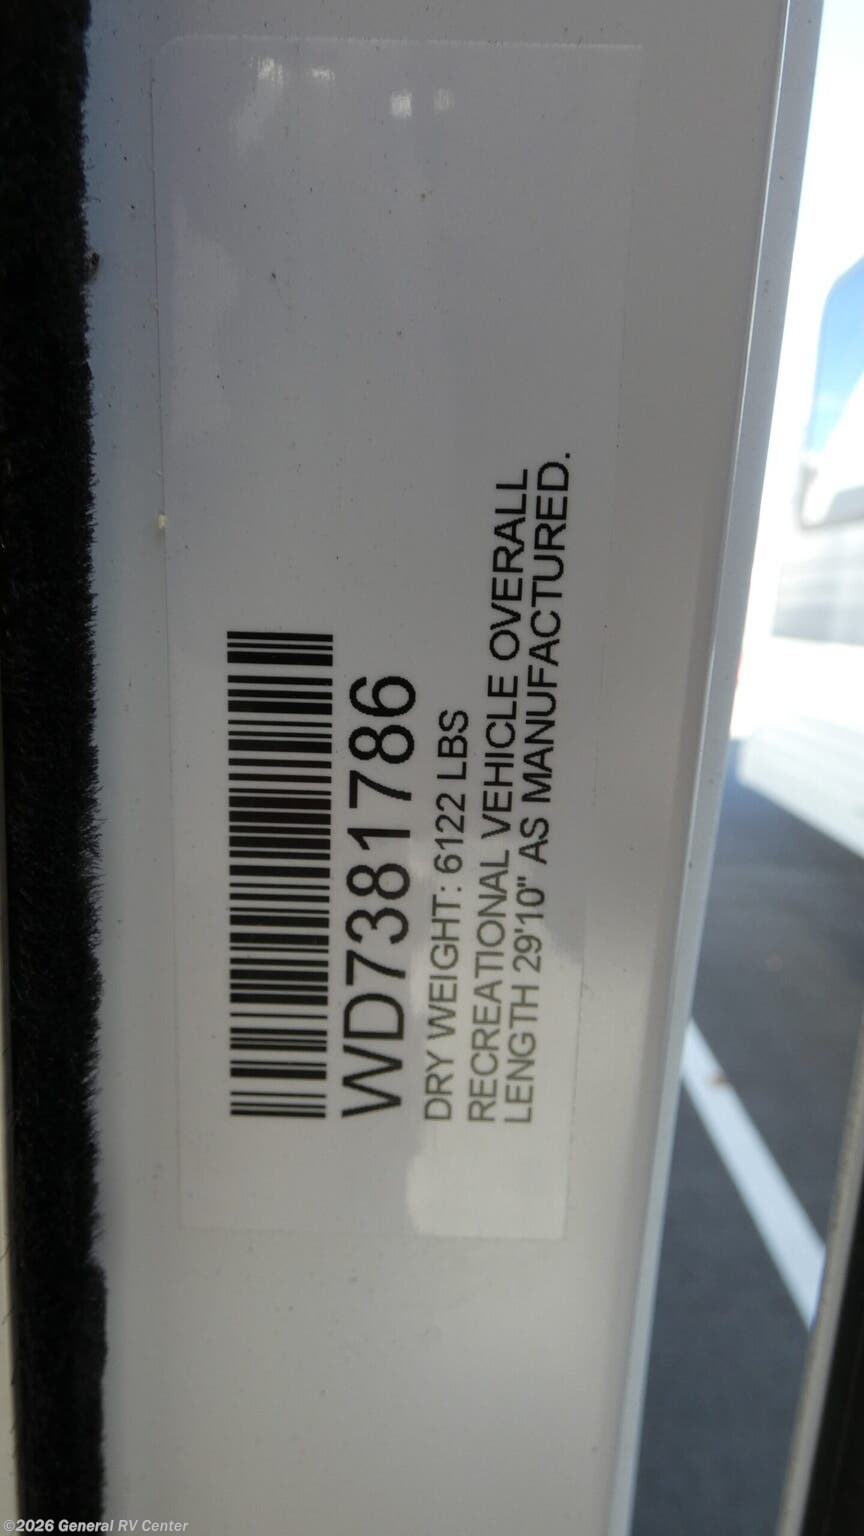 WD7381786
DRY WEIGHT: 6122 LBS
RECREATIONAL VEHICLE OVERALL
LENGTH 29'10" AS MANUFACTURED.
©2026 General RV Center